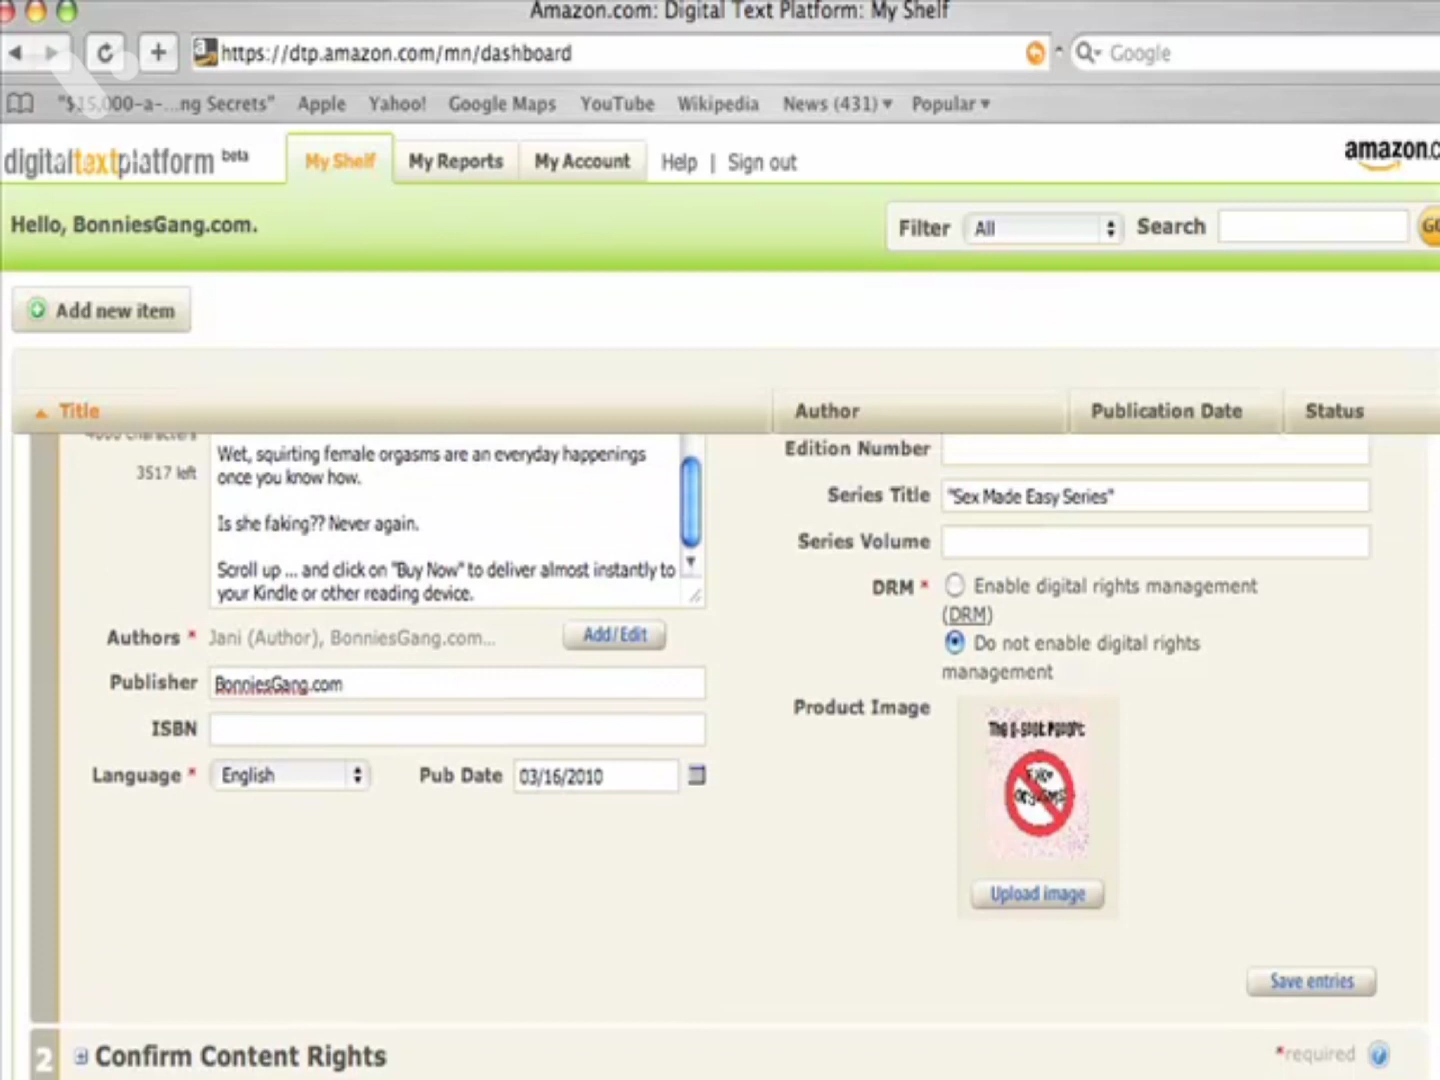 Amazon.com: Digital Text Platform: My Shelf
https://dtp.amazon.com/mn/dashboard
Google
"$15,000-a-...ng Secrets" Apple Yahoo! Google Maps YouTube Wikipedia News (431) Popular
digitaltextplatform beta My Shelf My Reports My Account Help | Sign out
amazon.c
Hello, BonniesGang.com.
Filter All Search GO
Add new item
Title Author Publication Date Status
4000 characters
3517 left
Wet, squirting female orgasms are an everyday happenings
once you know how.
Is she faking?? Never again.
Scroll up ... and click on "Buy Now" to deliver almost instantly to
your Kindle or other reading device.
Authors * Jani (Author), BonniesGang.com... Add/Edit
Publisher BonniesGang.com
ISBN
Language * English Pub Date 03/16/2010
Edition Number
Series Title "Sex Made Easy Series"
Series Volume
DRM * Enable digital rights management
(DRM)
Do not enable digital rights
management
Product Image
Upload image
Save entries
2 Confirm Content Rights *required ?